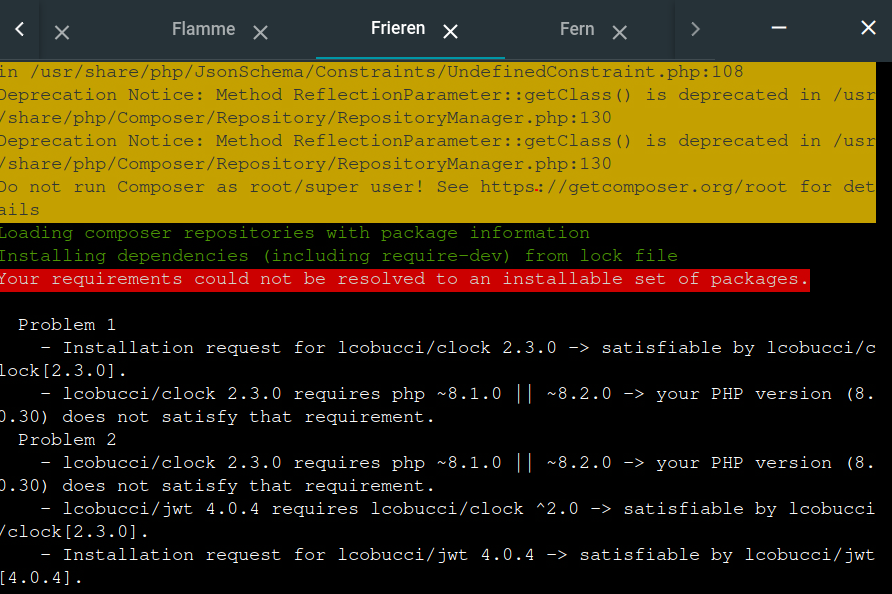 Flamme
Frieren
Fern
in /usr/share/php/JsonSchema/Constraints/UndefinedConstraint.php:108
Deprecation Notice: Method ReflectionParameter::getClass() is deprecated in /usr
/share/php/Composer/Repository/RepositoryManager.php:130
Deprecation Notice: Method ReflectionParameter::getClass() is deprecated in /usr
/share/php/Composer/Repository/RepositoryManager.php:130
Do not run Composer as root/super user! See https://getcomposer.org/root for det
ails
Loading composer repositories with package information
Installing dependencies (including require-dev) from lock file
Your requirements could not be resolved to an installable set of packages.
Problem 1
- Installation request for lcobucci/clock 2.3.0 -> satisfiable by lcobucci/c
lock[2.3.0].
- lcobucci/clock 2.3.0 requires php ~8.1.0 || ~8.2.0 -> your PHP version (8.
0.30) does not satisfy that requirement.
Problem 2
- lcobucci/clock 2.3.0 requires php ~8.1.0 || ~8.2.0 -> your PHP version (8.
0.30) does not satisfy that requirement.
- lcobucci/jwt 4.0.4 requires lcobucci/clock ^2.0 -> satisfiable by lcobucci
/clock[2.3.0].
- Installation request for lcobucci/jwt 4.0.4 -> satisfiable by lcobucci/jwt
[4.0.4].